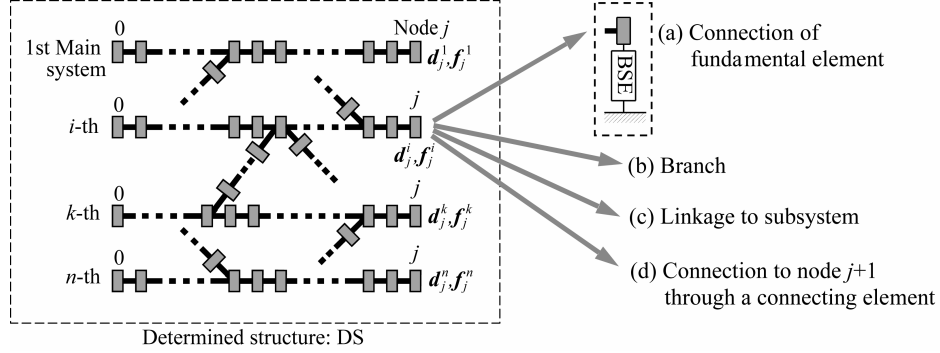 0
Node j
1st Main
system
d_j^1, f_j^1
0
j
i-th
d_j^i, f_j^i
0
j
k-th
d_j^k, f_j^k
0
j
n-th
d_j^n, f_j^n
Determined structure: DS
BSE
(a) Connection of
fundamental element
(b) Branch
(c) Linkage to subsystem
(d) Connection to node j+1
through a connecting element